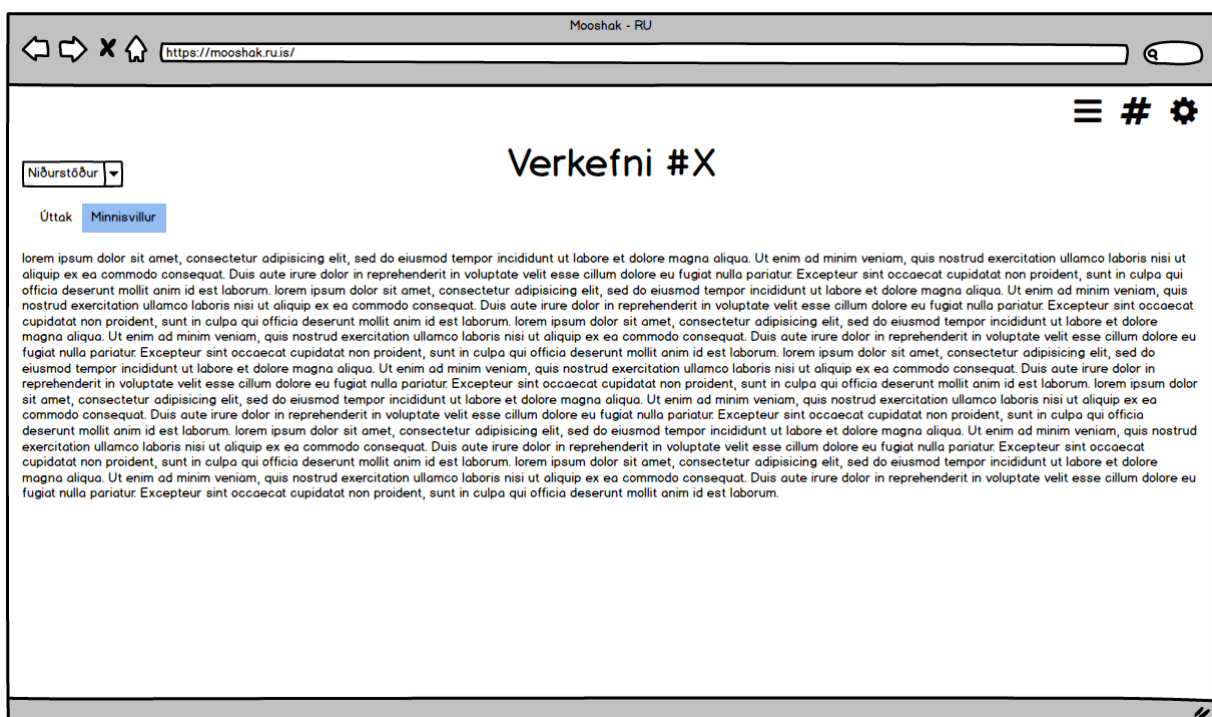 Mooshak - RU
https://mooshak.ru.is/
Verkefni #X
Niðurstöður
Úttak Minnisvillur
lorem ipsum dolor sit amet, consectetur adipisicing elit, sed do eiusmod tempor incididunt ut labore et dolore magna aliqua. Ut enim ad minim veniam, quis nostrud exercitation ullamco laboris nisi ut
aliquip ex ea commodo consequat. Duis aute irure dolor in reprehenderit in voluptate velit esse cillum dolore eu fugiat nulla pariatur. Excepteur sint occaecat cupidatat non proident, sunt in culpa qui
officia deserunt mollit anim id est laborum. lorem ipsum dolor sit amet, consectetur adipisicing elit, sed do eiusmod tempor incididunt ut labore et dolore magna aliqua. Ut enim ad minim veniam, quis
nostrud exercitation ullamco laboris nisi ut aliquip ex ea commodo consequat. Duis aute irure dolor in reprehenderit in voluptate velit esse cillum dolore eu fugiat nulla pariatur. Excepteur sint occaecat
cupidatat non proident, sunt in culpa qui officia deserunt mollit anim id est laborum. lorem ipsum dolor sit amet, consectetur adipisicing elit, sed do eiusmod tempor incididunt ut labore et dolore
magna aliqua. Ut enim ad minim veniam, quis nostrud exercitation ullamco laboris nisi ut aliquip ex ea commodo consequat. Duis aute irure dolor in reprehenderit in voluptate velit esse cillum dolore eu
fugiat nulla pariatur. Excepteur sint occaecat cupidatat non proident, sunt in culpa qui officia deserunt mollit anim id est laborum. lorem ipsum dolor sit amet, consectetur adipisicing elit, sed do
eiusmod tempor incididunt ut labore et dolore magna aliqua. Ut enim ad minim veniam, quis nostrud exercitation ullamco laboris nisi ut aliquip ex ea commodo consequat. Duis aute irure dolor in
reprehenderit in voluptate velit esse cillum dolore eu fugiat nulla pariatur. Excepteur sint occaecat cupidatat non proident, sunt in culpa qui officia deserunt mollit anim id est laborum. lorem ipsum dolor
sit amet, consectetur adipisicing elit, sed do eiusmod tempor incididunt ut labore et dolore magna aliqua. Ut enim ad minim veniam, quis nostrud exercitation ullamco laboris nisi ut aliquip ex ea
commodo consequat. Duis aute irure dolor in reprehenderit in voluptate velit esse cillum dolore eu fugiat nulla pariatur. Excepteur sint occaecat cupidatat non proident, sunt in culpa qui officia
deserunt mollit anim id est laborum. lorem ipsum dolor sit amet, consectetur adipisicing elit, sed do eiusmod tempor incididunt ut labore et dolore magna aliqua. Ut enim ad minim veniam, quis nostrud
exercitation ullamco laboris nisi ut aliquip ex ea commodo consequat. Duis aute irure dolor in reprehenderit in voluptate velit esse cillum dolore eu fugiat nulla pariatur. Excepteur sint occaecat
cupidatat non proident, sunt in culpa qui officia deserunt mollit anim id est laborum. lorem ipsum dolor sit amet, consectetur adipisicing elit, sed do eiusmod tempor incididunt ut labore et dolore
magna aliqua. Ut enim ad minim veniam, quis nostrud exercitation ullamco laboris nisi ut aliquip ex ea commodo consequat. Duis aute irure dolor in reprehenderit in voluptate velit esse cillum dolore eu
fugiat nulla pariatur. Excepteur sint occaecat cupidatat non proident, sunt in culpa qui officia deserunt mollit anim id est laborum.